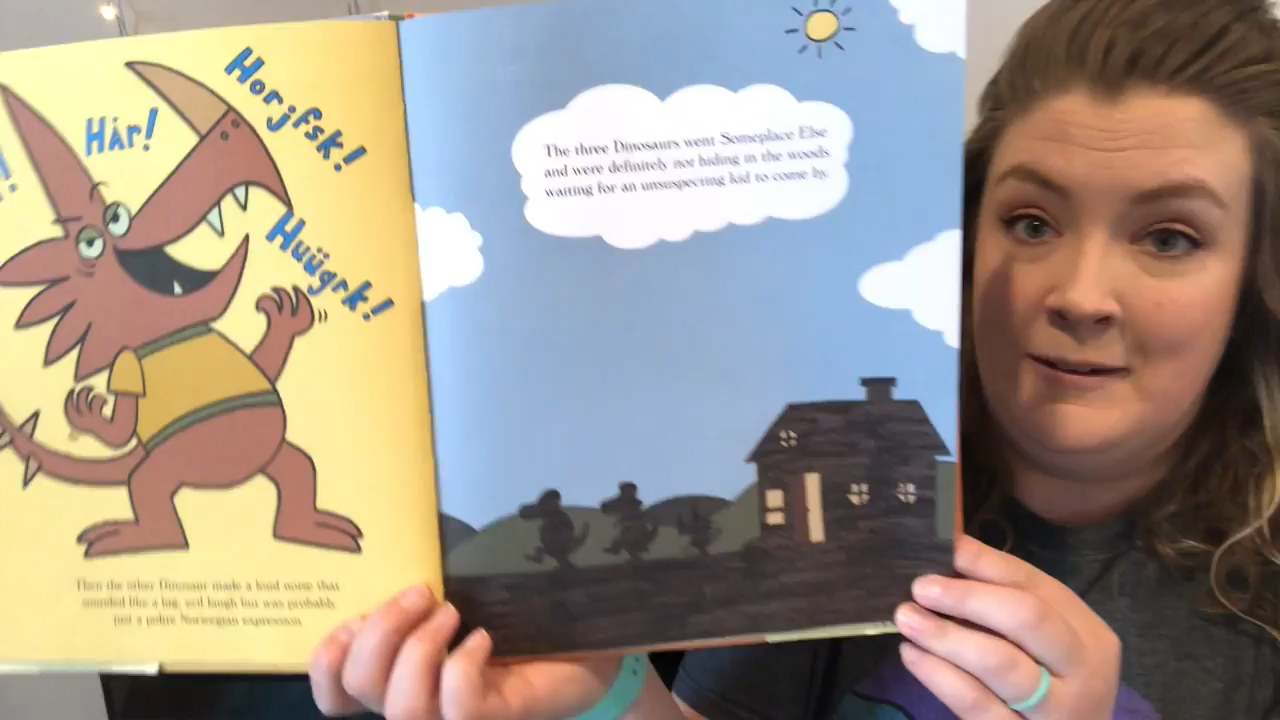 HÅr!
Horjfsk!
Huügrk!
Then the other Dinosaur made a loud noise that
sounded like a big, evil laugh but was probably
just a polite Norwegian expression.
The three Dinosaurs went Someplace Else
and were definitely not hiding in the woods
waiting for an unsuspecting kid to come by.